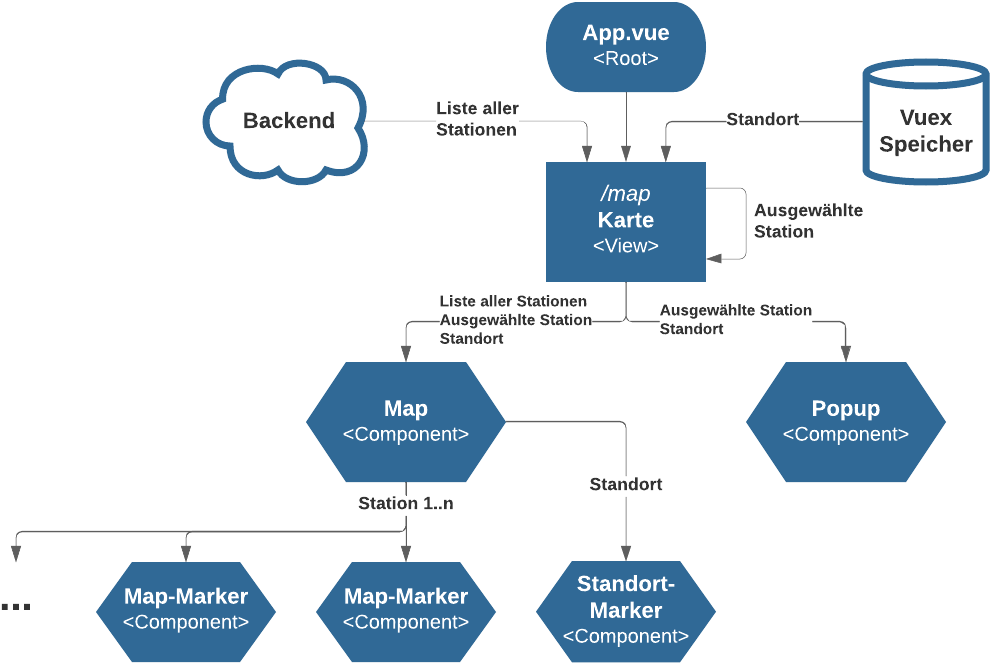 App.vue
<Root>
Backend
Liste aller
Stationen
Standort
Vuex
Speicher
/map
Karte
<View>
Ausgewählte
Station
Liste aller Stationen
Ausgewählte Station
Standort
Ausgewählte Station
Standort
Map
<Component>
Popup
<Component>
Station 1..n
Standort
...
Map-Marker
<Component>
Map-Marker
<Component>
Standort-
Marker
<Component>